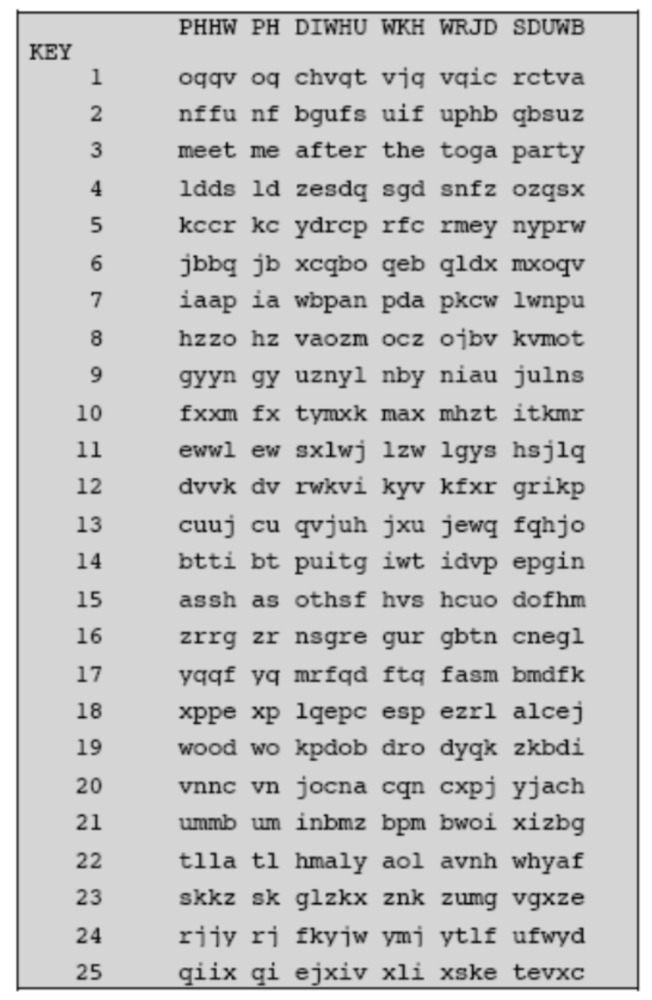 PHHW PH DIWHU WKH WRJD SDUWB
KEY
1 oqqv oq chvqt vjq vqic rctva
2 nffu nf bgufs uif uphb qbsuz
3 meet me after the toga party
4 ldds ld zesdq sgd snfz ozqsx
5 kccr kc ydrcp rfc rmey nyprw
6 jbbq jb xcqbo qeb qldx mxoqv
7 iaap ia wbpan pda pkcw lwnpu
8 hzzo hz vaozm ocz ojbv kvmot
9 gyyn gy uznyl nby niau julns
10 fxxm fx tymxk max mhzt itkmr
11 ewwl ew sxlwj lzw lgys hsjlq
12 dvvk dv rwkvi kyv kfxr grikp
13 cuuj cu qvjuh jxu jewq fqhjo
14 btti bt puitg iwt idvp epgin
15 assh as othsf hvs hcuo dofhm
16 zrrg zr nsgre gur gbtn cnegl
17 yqqf yq mrfqd ftq fasm bmdfk
18 xppe xp lqepc esp ezrl alcej
19 wood wo kpdob dro dyqk zkbdi
20 vnnc vn jocna cqn cxpj yjach
21 ummb um inbmz bpm bwoi xizbg
22 tlla tl hmaly aol avnh whyaf
23 skkz sk glzkx znk zumg vgxze
24 rjjy rj fkyjw ymj ytlf ufwyd
25 qiix qi ejxiv xli xske tevxc